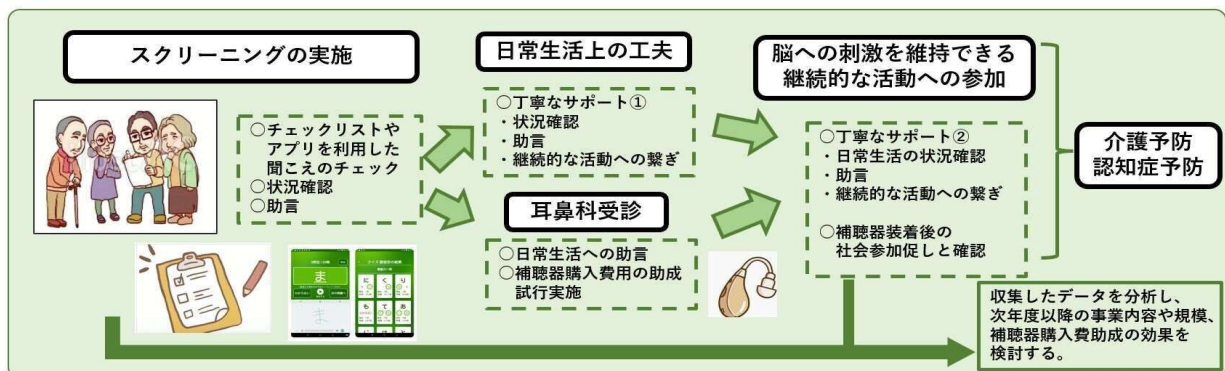 スクリーニングの実施
○チェックリストや
アプリを利用した
聞こえのチェック
○状況確認
○助言
日常生活上の工夫
○丁寧なサポート①
・状況確認
・助言
・継続的な活動への繋ぎ
耳鼻科受診
○日常生活への助言
○補聴器購入費用の助成
試行実施
脳への刺激を維持できる
継続的な活動への参加
○丁寧なサポート②
・日常生活の状況確認
・助言
・継続的な活動への繋ぎ
○補聴器装着後の
社会参加促しと確認
介護予防
認知症予防
ま
ま
に く り
も て お
収集したデータを分析し、
次年度以降の事業内容や規模、
補聴器購入費助成の効果を
検討する。